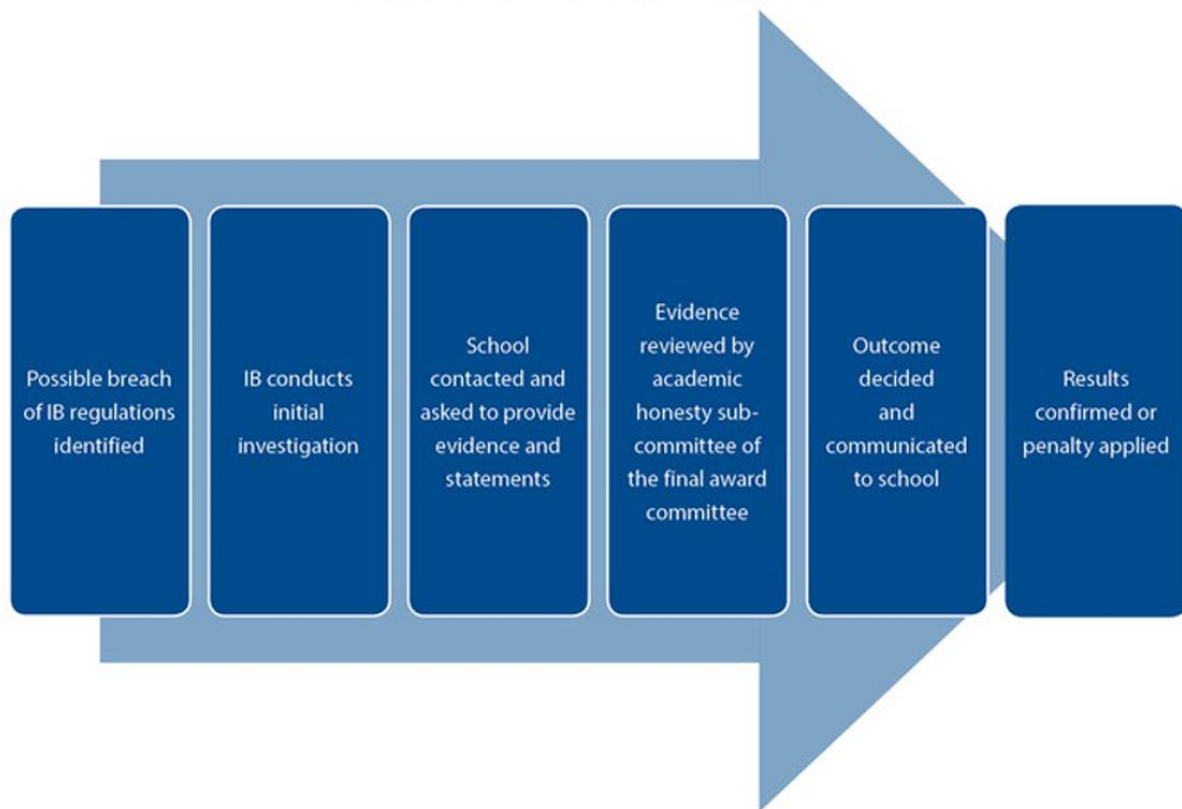 Possible breach
of IB regulations
identified
IB conducts
initial
investigation
School
contacted and
asked to provide
evidence and
statements
Evidence
reviewed by
academic
honesty sub-
committee of
the final award
committee
Outcome
decided
and
communicated
to school
Results
confirmed or
penalty applied